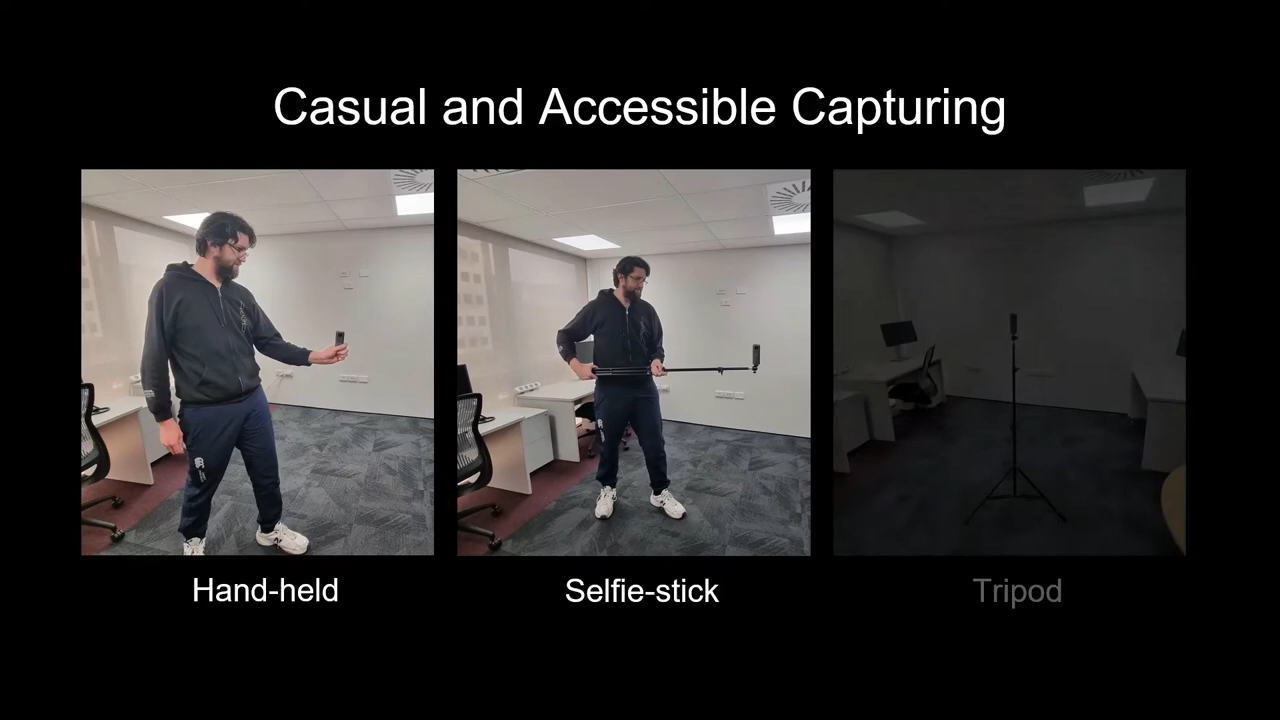 Casual and Accessible Capturing
Hand-held
Selfie-stick
Tripod